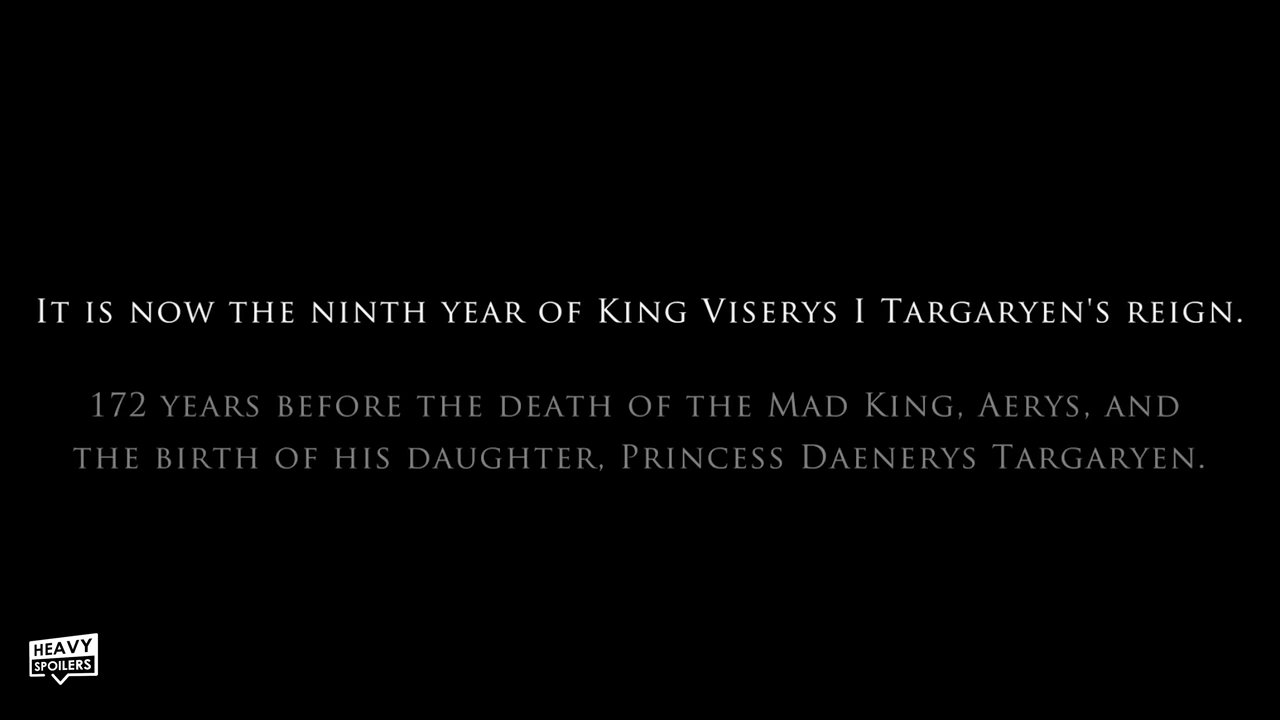 It is now the ninth year of King Viserys I Targaryen's reign.
172 years before the death of the Mad King, Aerys, and
the birth of his daughter, Princess Daenerys Targaryen.
HEAVY
SPOILERS